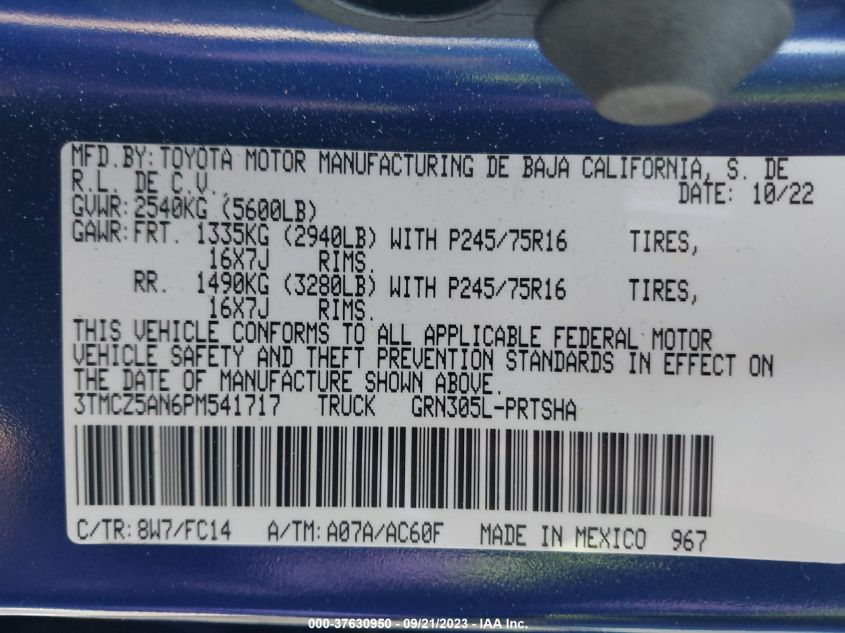 MFD.BY:TOYOTA MOTOR MANUFACTURING DE BAJA CALIFORNIA, S. DE
R.L. DE C.V. DATE: 10/22
GVWR:2540KG (5600LB)
GAWR:FRT. 1335KG (2940LB) WITH P245/75R16 TIRES,
16X7J RIMS.
RR. 1490KG (3280LB) WITH P245/75R16 TIRES,
16X7J RIMS.
THIS VEHICLE CONFORMS TO ALL APPLICABLE FEDERAL MOTOR
VEHICLE SAFETY AND THEFT PREVENTION STANDARDS IN EFFECT ON
THE DATE OF MANUFACTURE SHOWN ABOVE.
3TMCZ5AN6PM541717 TRUCK GRN305L-PRTSHA
C/TR:8W7/FC14 A/TM:A07A/AC60F MADE IN MEXICO 967
000-37630950 - 09/21/2023 - IAA Inc.